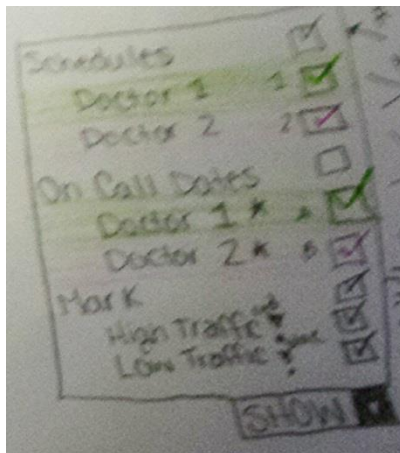 Schedules
Doctor 1 1
Doctor 2 2
On Call Dates
Doctor 1 *
Doctor 2 *
Mark
High Traffic
Low Traffic
SHOW